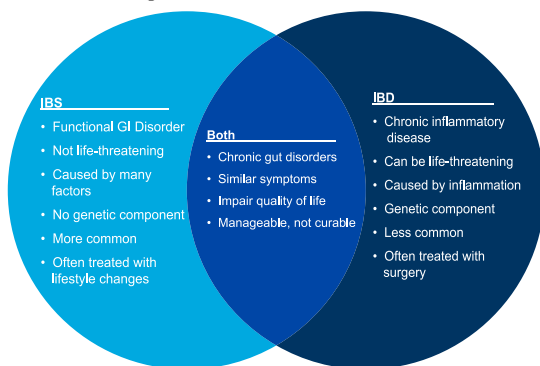 IBS
• Functional GI Disorder
• Not life-threatening
• Caused by many
factors
• No genetic component
• More common
• Often treated with
lifestyle changes
Both
• Chronic gut disorders
• Similar symptoms
• Impair quality of life
• Manageable, not curable
IBD
• Chronic inflammatory
disease
• Can be life-threatening
• Caused by inflammation
• Genetic component
• Less common
• Often treated with
surgery